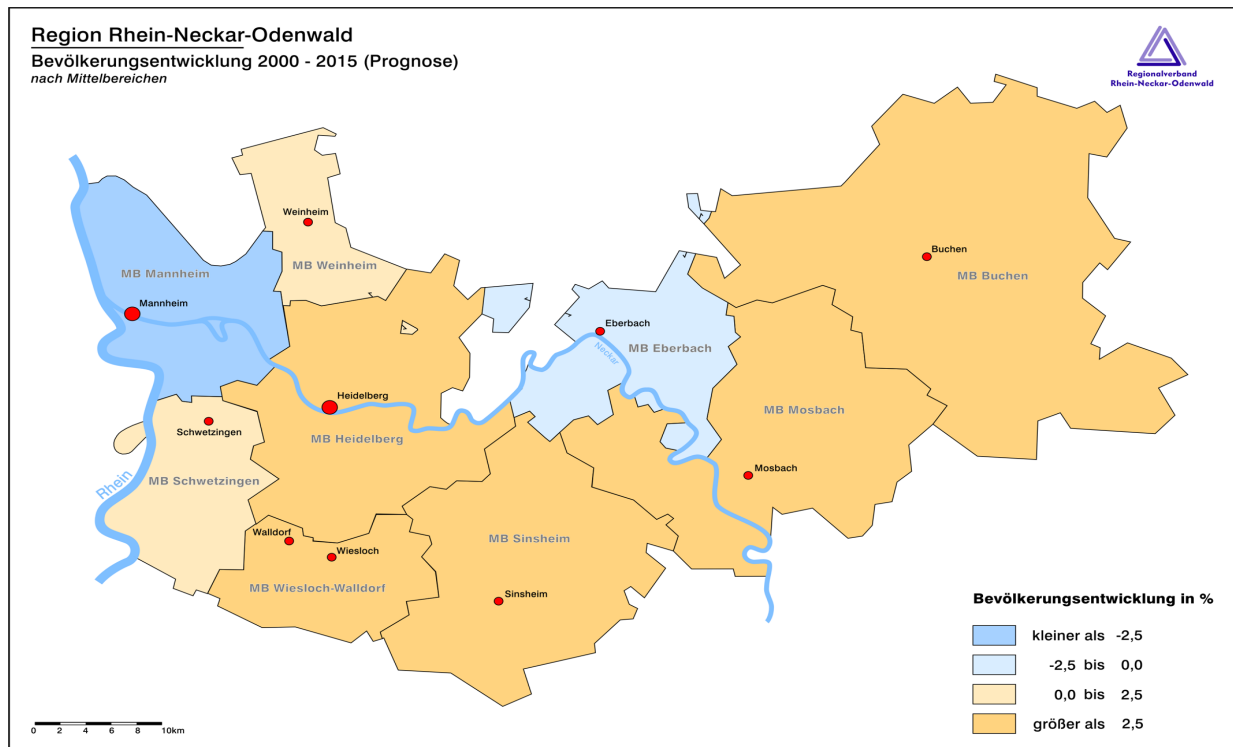 Region Rhein-Neckar-Odenwald
Bevölkerungsentwicklung 2000 - 2015 (Prognose)
nach Mittelbereichen
Regionalverband
Rhein-Neckar-Odenwald
Weinheim
MB Weinheim
MB Mannheim
Mannheim
Buchen
MB Buchen
Eberbach
MB Eberbach
Neckar
Heidelberg
MB Heidelberg
MB Mosbach
Mosbach
Schwetzingen
MB Schwetzingen
Rhein
Walldorf
Wiesloch
MB Wiesloch-Walldorf
MB Sinsheim
Sinsheim
Bevölkerungsentwicklung in %
kleiner als -2,5
-2,5 bis 0,0
0,0 bis 2,5
größer als 2,5
0 2 4 6 8 10km